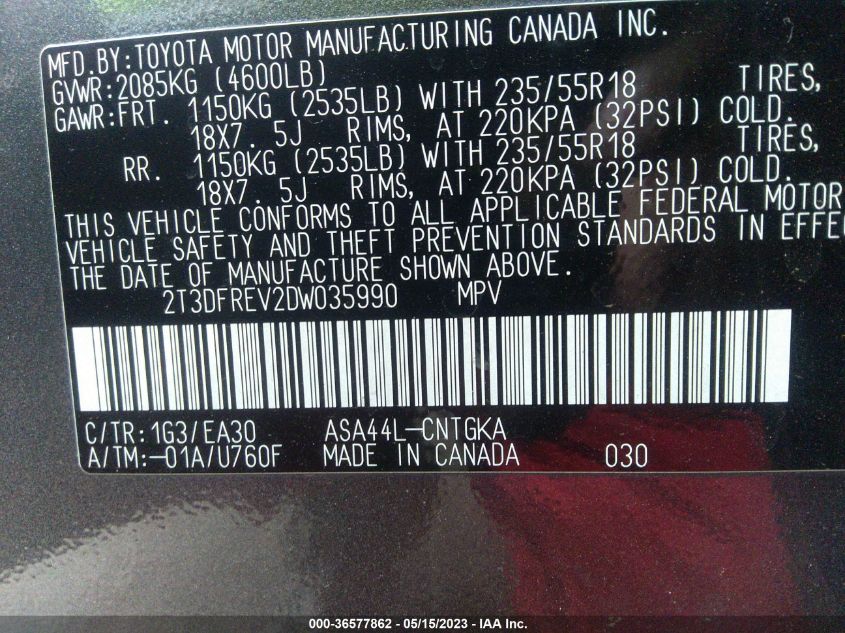 MFD.BY:TOYOTA MOTOR MANUFACTURING CANADA INC.
GVWR:2085KG (4600LB)
GAWR:FRT. 1150KG (2535LB) WITH 235/55R18 TIRES,
18X7. 5J RIMS, AT 220KPA (32PSI) COLD.
RR. 1150KG (2535LB) WITH 235/55R18 TIRES,
18X7. 5J RIMS, AT 220KPA (32PSI) COLD.
THIS VEHICLE CONFORMS TO ALL APPLICABLE FEDERAL MOTOR
VEHICLE SAFETY AND THEFT PREVENTION STANDARDS IN EFFE
THE DATE OF MANUFACTURE SHOWN ABOVE.
2T3DFREV2DW035990 MPV
C/TR:1G3/EA30 ASA44L-CNTGKA
A/TM:-01A/U760F MADE IN CANADA 030
000-36577862 - 05/15/2023 - IAA Inc.